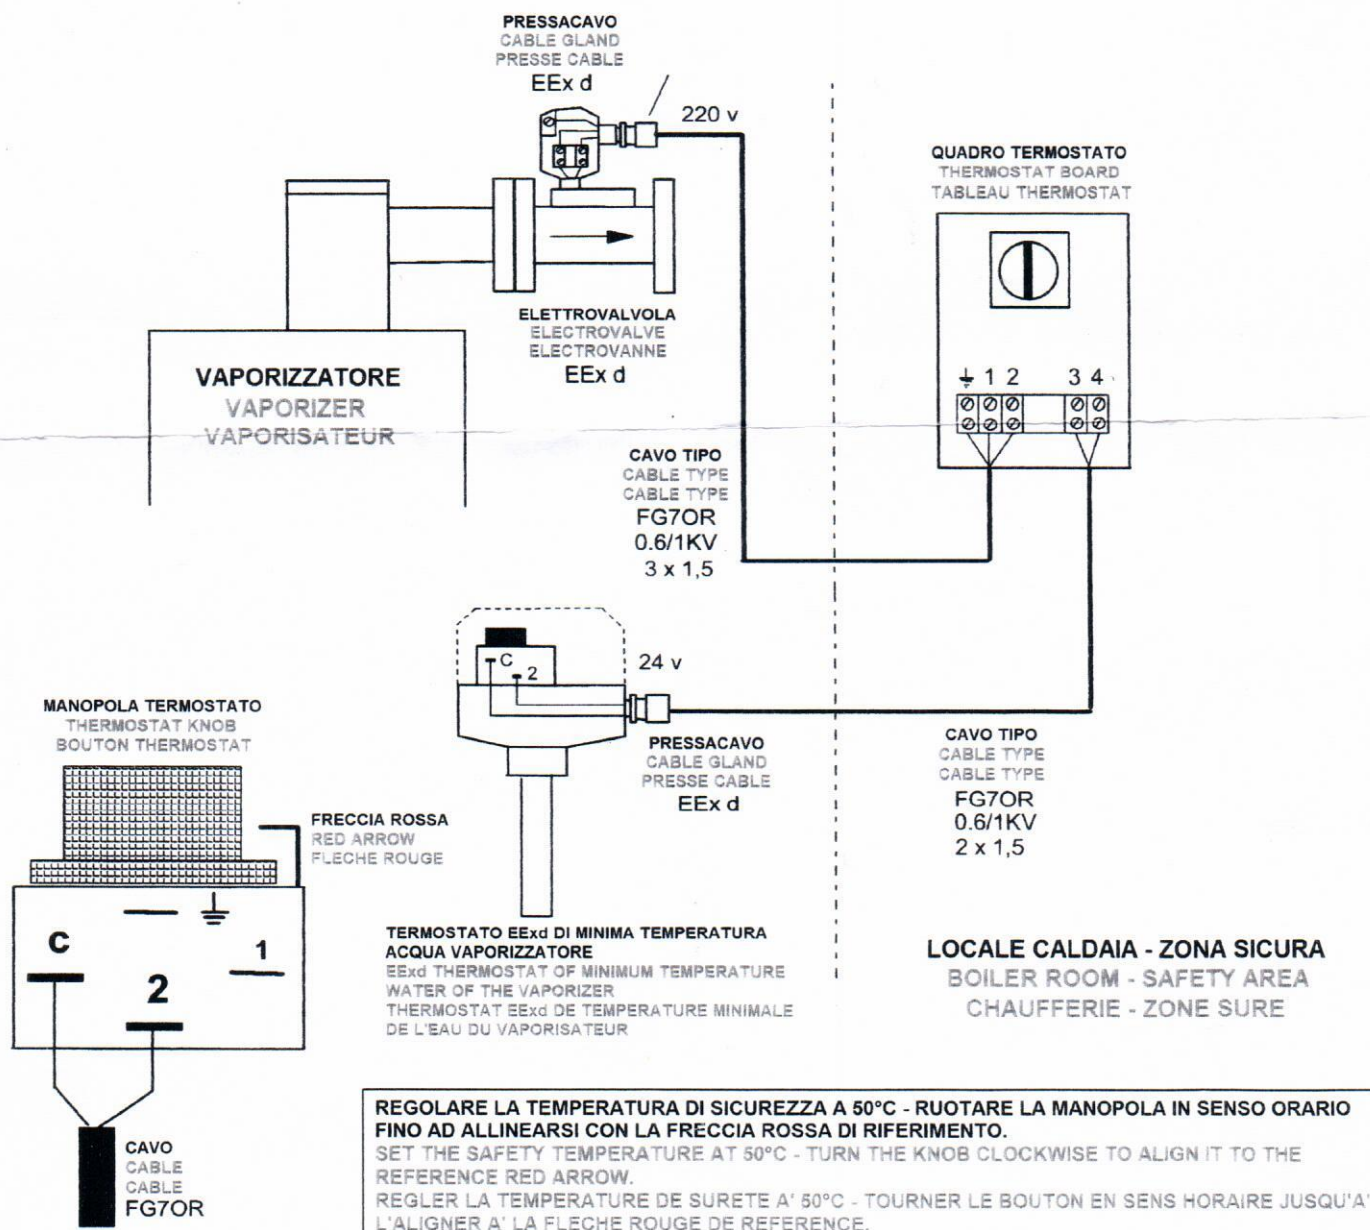 PRESSACAVO
CABLE GLAND
PRESSE CABLE
EEx d
220 v
QUADRO TERMOSTATO
THERMOSTAT BOARD
TABLEAU THERMOSTAT
ELETTROVALVOLA
ELECTROVALVE
ELECTROVANNE
EEx d
VAPORIZZATORE
VAPORIZER
VAPORISATEUR
1 2 3 4
CAVO TIPO
CABLE TYPE
CABLE TYPE
FG7OR
0.6/1KV
3 x 1,5
C
2
24 v
PRESSACAVO
CABLE GLAND
PRESSE CABLE
EEx d
CAVO TIPO
CABLE TYPE
CABLE TYPE
FG7OR
0.6/1KV
2 x 1,5
MANOPOLA TERMOSTATO
THERMOSTAT KNOB
BOUTON THERMOSTAT
FRECCIA ROSSA
RED ARROW
FLECHE ROUGE
C
2
1
TERMOSTATO EExd DI MINIMA TEMPERATURA
ACQUA VAPORIZZATORE
EExd THERMOSTAT OF MINIMUM TEMPERATURE
WATER OF THE VAPORIZER
THERMOSTAT EExd DE TEMPERATURE MINIMALE
DE L'EAU DU VAPORISATEUR
LOCALE CALDAIA - ZONA SICURA
BOILER ROOM - SAFETY AREA
CHAUFFERIE - ZONE SURE
CAVO
CABLE
CABLE
FG7OR
REGOLARE LA TEMPERATURA DI SICUREZZA A 50°C - RUOTARE LA MANOPOLA IN SENSO ORARIO
FINO AD ALLINEARSI CON LA FRECCIA ROSSA DI RIFERIMENTO.
SET THE SAFETY TEMPERATURE AT 50°C - TURN THE KNOB CLOCKWISE TO ALIGN IT TO THE
REFERENCE RED ARROW.
REGLER LA TEMPERATURE DE SURETE A' 50°C - TOURNER LE BOUTON EN SENS HORAIRE JUSQU'A'
L'ALIGNER A' LA FLECHE ROUGE DE REFERENCE.